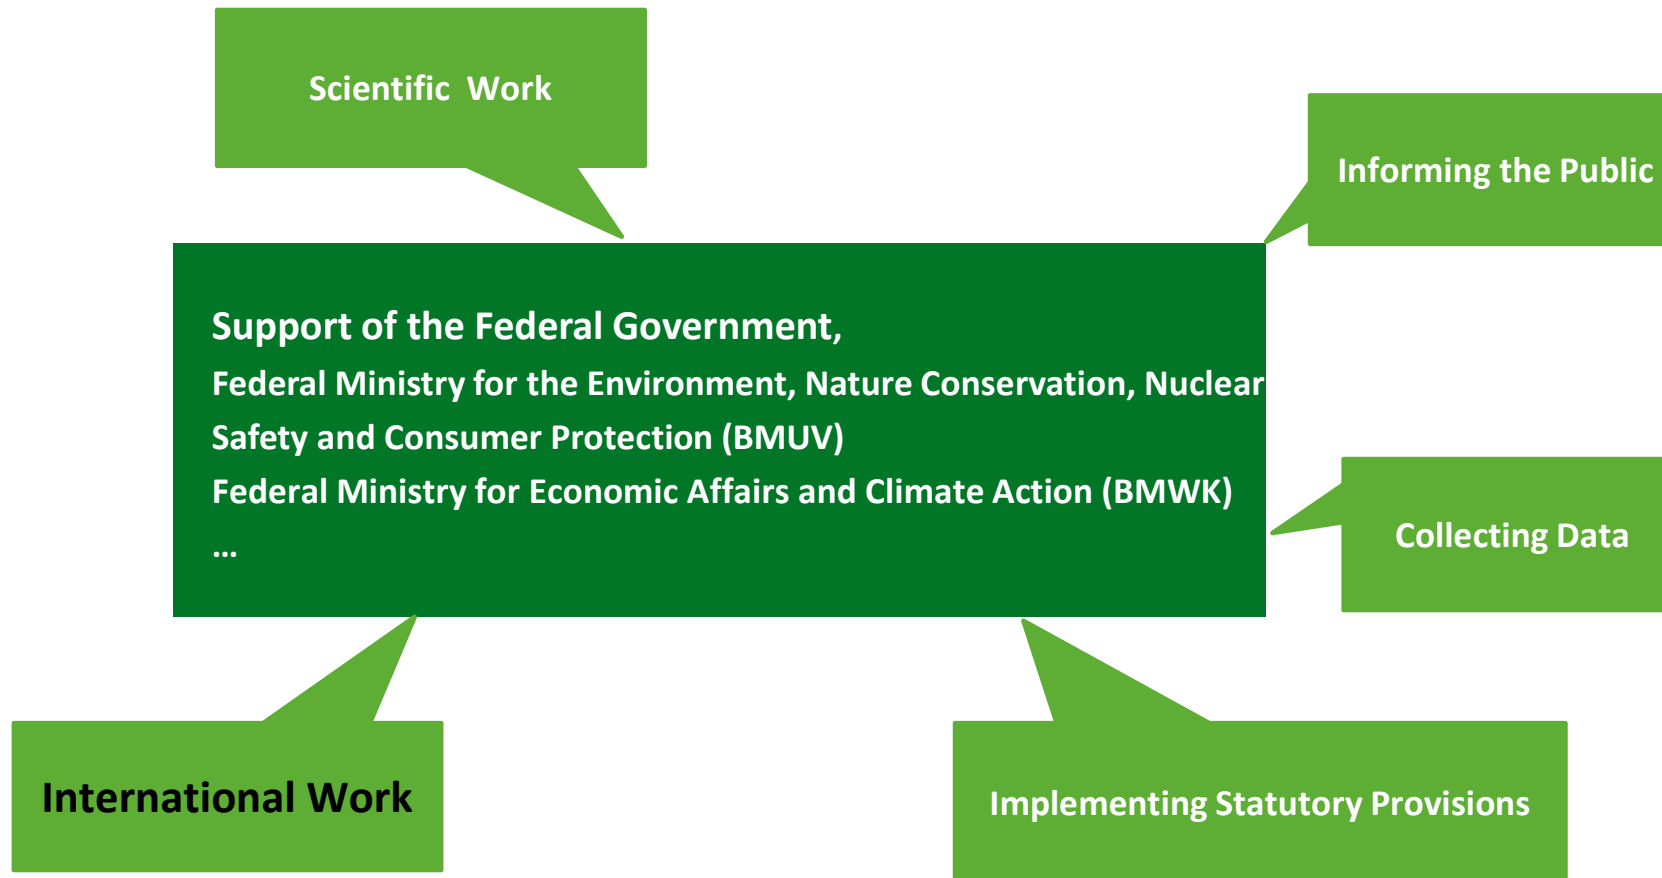 Scientific Work
Informing the Public
Support of the Federal Government,
Federal Ministry for the Environment, Nature Conservation, Nuclear
Safety and Consumer Protection (BMUV)
Federal Ministry for Economic Affairs and Climate Action (BMWK)
…
Collecting Data
International Work
Implementing Statutory Provisions